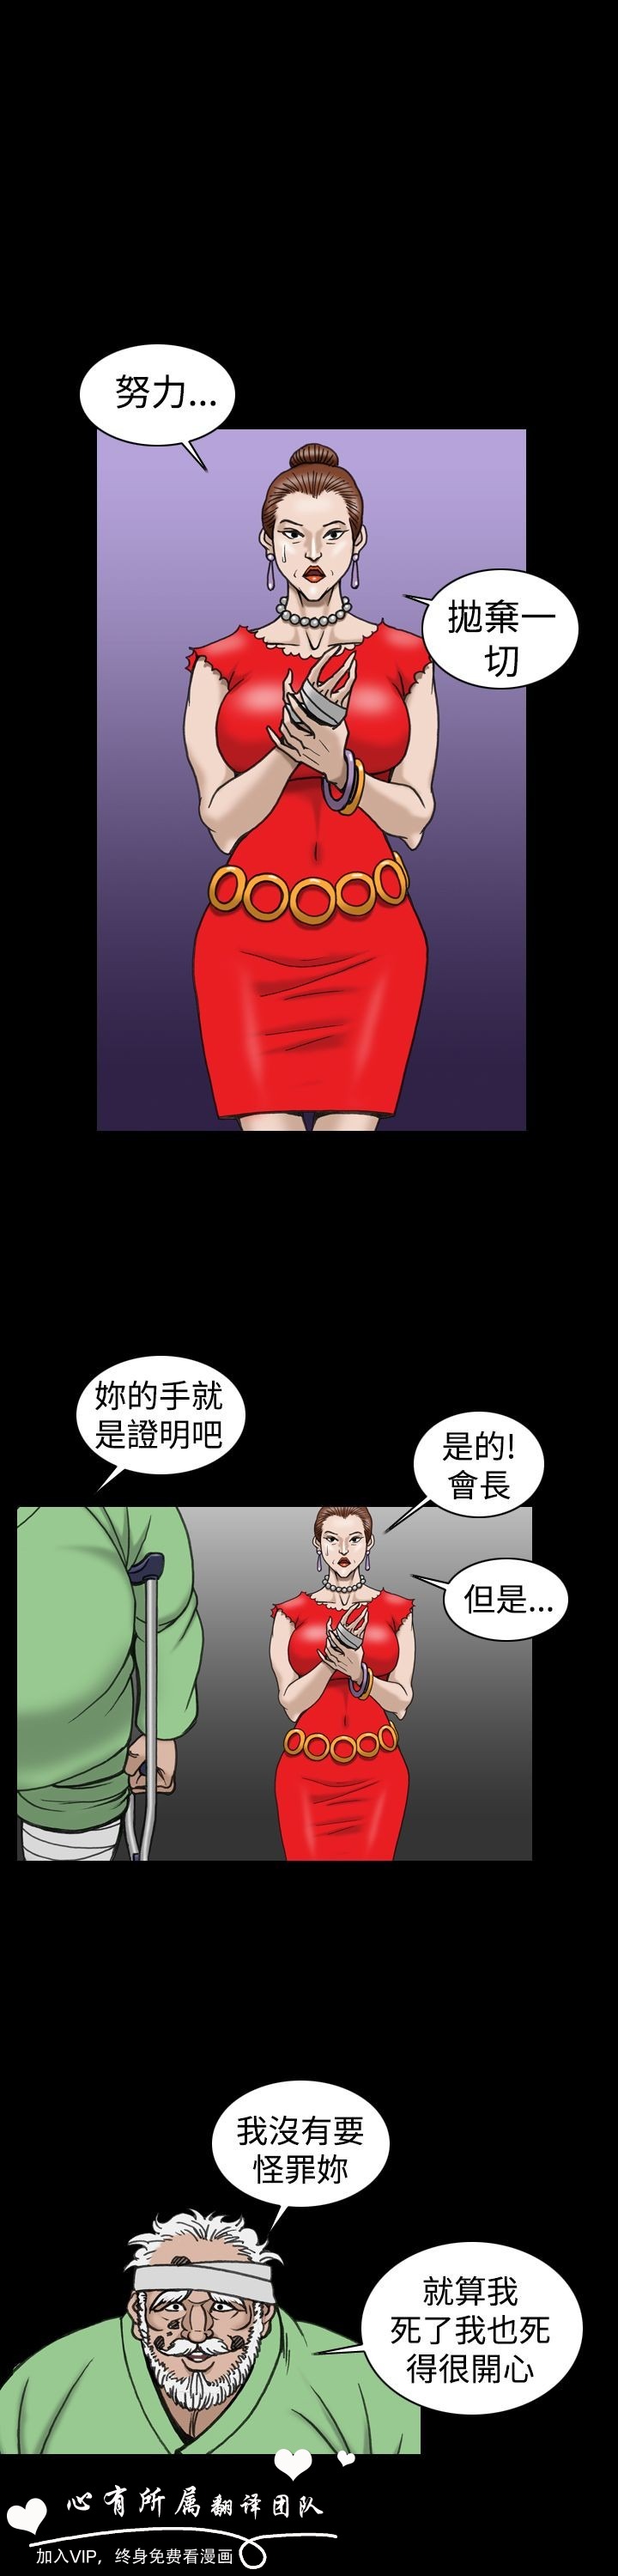 努力...
拋棄一
切
妳的手就
是證明吧
是的!
會長
但是...
我沒有要
怪罪妳
就算我
死了我也死
得很開心
心有所属翻译团队
加入VIP，终身免费看漫画